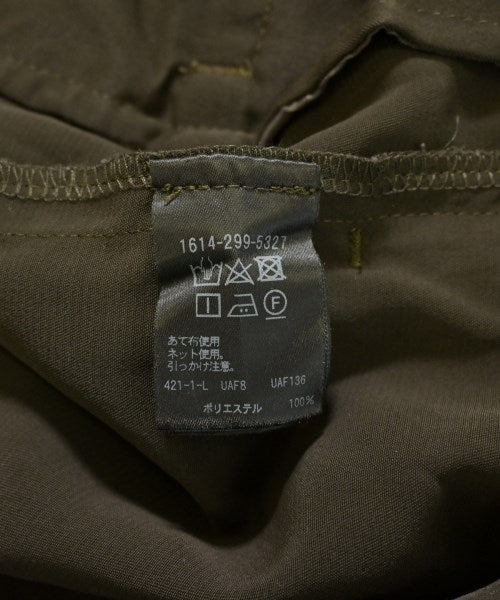 1614-299-5327
F
あて布使用
ネット使用。
引っかけ注意。
421-1-L UAF8 UAF136
ポリエステル 100%